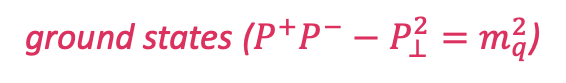 ground states (P⁺P⁻ − P⊥² = m_q²)